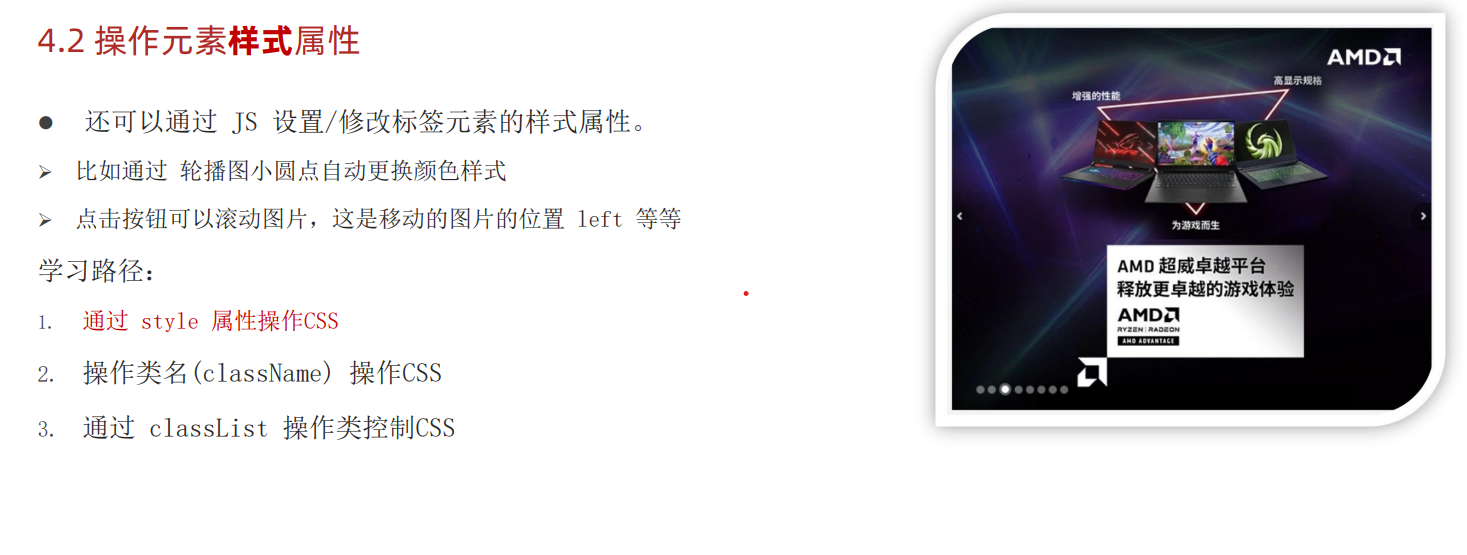 4.2 操作元素样式属性
● 还可以通过 JS 设置/修改标签元素的样式属性。
➢ 比如通过 轮播图小圆点自动更换颜色样式
➢ 点击按钮可以滚动图片，这是移动的图片的位置 left 等等
学习路径：
1. 通过 style 属性操作CSS
2. 操作类名(className) 操作CSS
3. 通过 classList 操作类控制CSS
AMD
高显示规格
增强的性能
为游戏而生
AMD 超威卓越平台
释放更卓越的游戏体验
AMD
RYZEN | RADEON
AMD ADVANTAGE